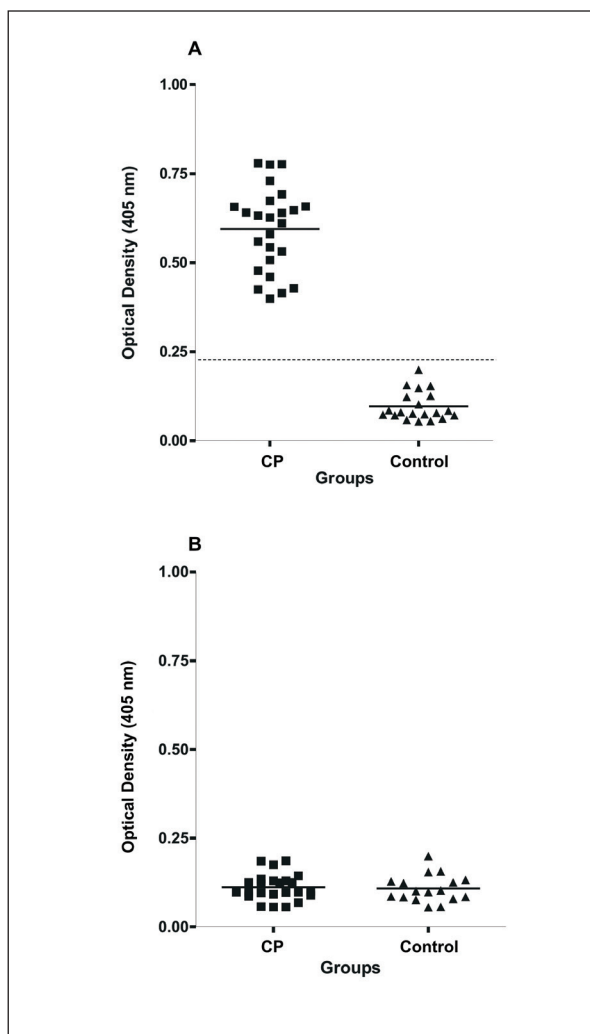 A
1.00
0.75
0.50
0.25
0.00
Optical Density (405 nm)
CP Control
Groups
B
1.00
0.75
0.50
0.25
0.00
Optical Density (405 nm)
CP Control
Groups